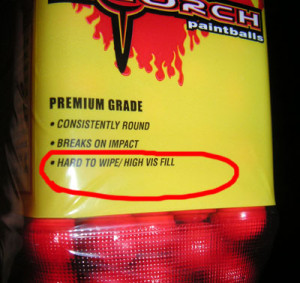 paintballs
PREMIUM GRADE
• CONSISTENTLY ROUND
• BREAKS ON IMPACT
• HARD TO WIPE/ HIGH VIS FILL